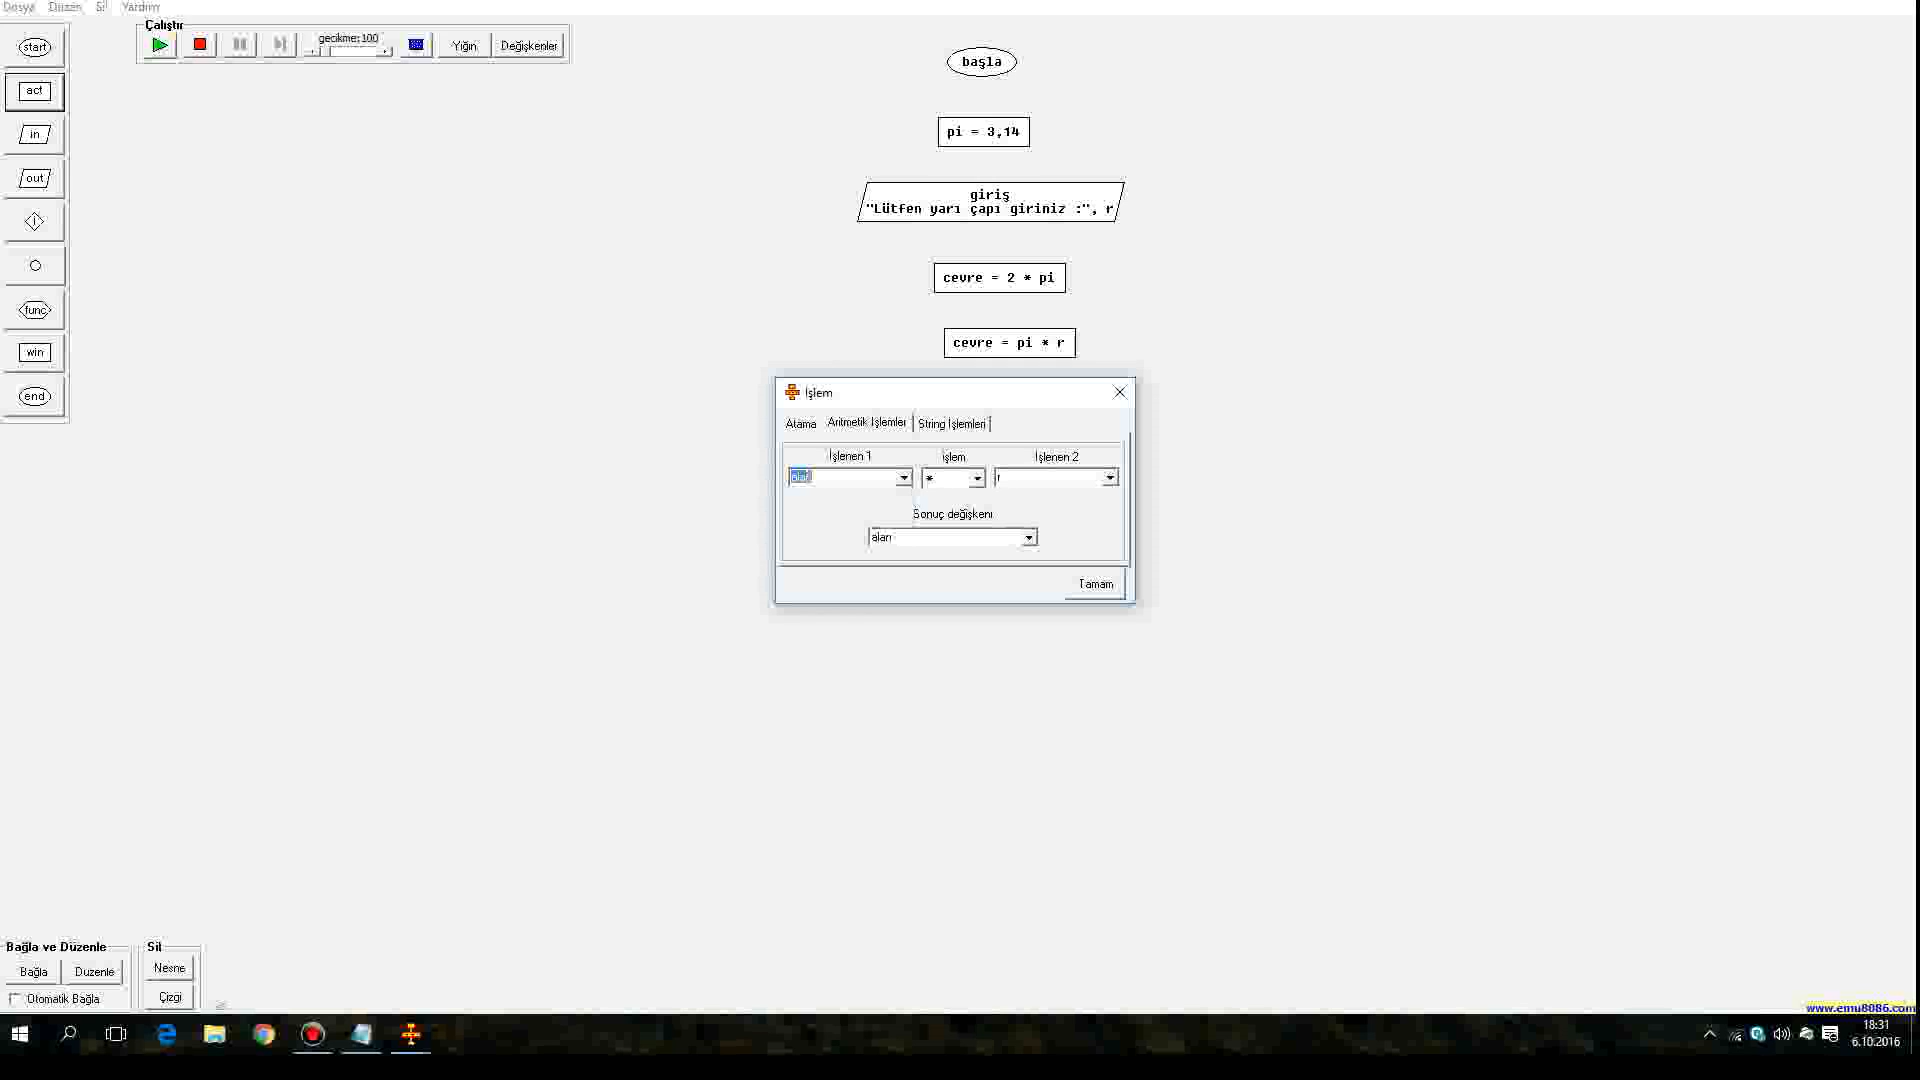 Dosya Düzen Sil Yardım
Çalıştır
gecikme: 100
Yığın
Değişkenler
start
act
in
out
func
win
end
başla
pi = 3,14
giriş
"Lütfen yarı çapı giriniz :", r
cevre = 2 * pi
cevre = pi * r
İşlem
Atama
Aritmetik İşlemler
String İşlemleri
İşlenen 1
işlem
İşlenen 2
alan
*
r
Sonuç değişkeni
alan
Tamam
Bağla ve Düzenle
Bağla
Düzenle
Otomatik Bağla
Sil
Nesne
Çizgi
www.emu8086.com
18:31
6.10.2016